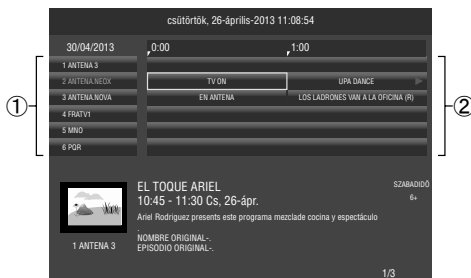 csütörtök, 26-április-2013 11:08:54
30/04/2013 0:00 1:00
1 ANTENA 3
2 ANTENA.NEOX TV ON UPA DANCE
3 ANTENA.NOVA EN ANTENA LOS LADRONES VAN A LA OFICINA (R)
4 FRATV1
5 MNO
6 PQR
1
2
EL TOQUE ARIEL SZABADIDŐ
10:45 - 11:30 Cs, 26-ápr. 6+
Ariel Rodriguez presents este programa mezclade cocina y espectáculo
.
NOMBRE ORIGINAL-.
EPISODIO ORIGINAL-.
1 ANTENA 3
1/3